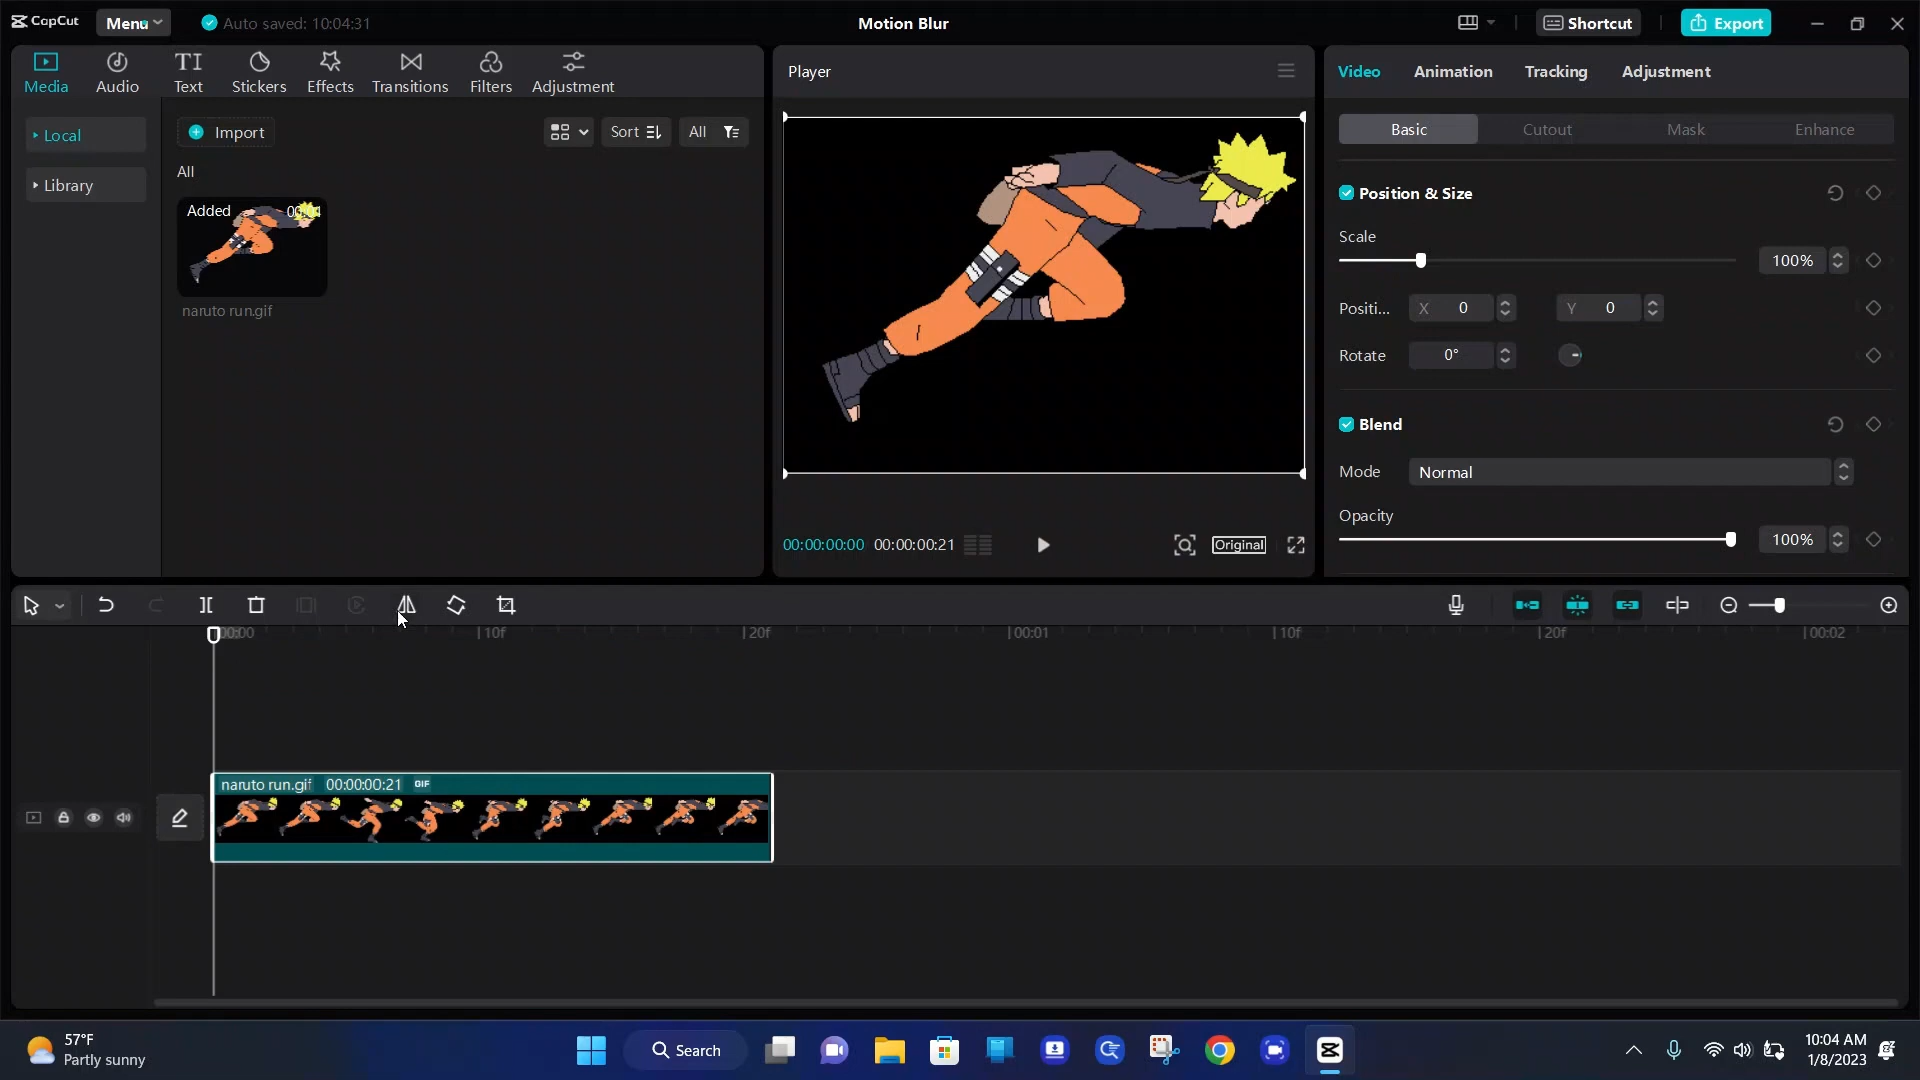 CapCut
Menu
Auto saved: 10:04:31
Motion Blur
Shortcut
Export
Media
Audio
TI
Text
Stickers
Effects
Transitions
Filters
Adjustment
Local
Library
Import
Sort
All
All
Added
naruto run.gif
Player
00:00:00:00
00:00:00:21
Original
Video
Animation
Tracking
Adjustment
Basic
Cutout
Mask
Enhance
Position & Size
Scale
100%
Positi...
X 0
Y 0
Rotate
0°
Blend
Mode
Normal
Opacity
100%
10f
20f
00:01
10f
20f
00:02
naruto run.gif 00:00:00:21 GIF
57°F
Partly sunny
Search
10:04 AM
1/8/2023